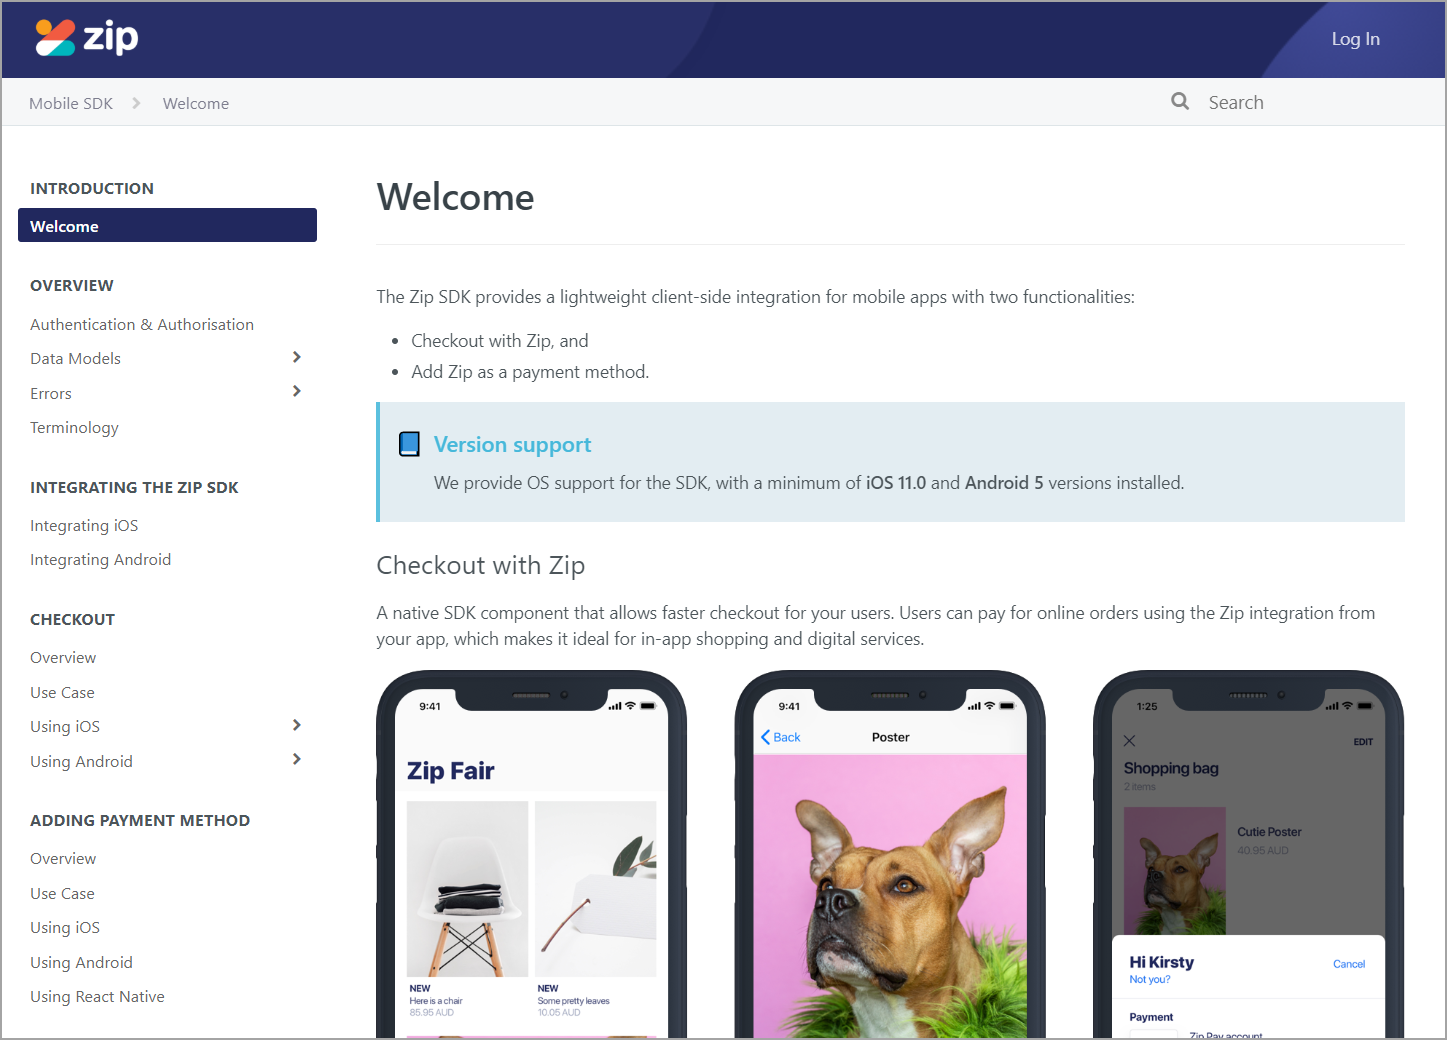 zip
Log In
Mobile SDK
Welcome
Search
INTRODUCTION
Welcome
OVERVIEW
Authentication & Authorisation
Data Models
Errors
Terminology
INTEGRATING THE ZIP SDK
Integrating iOS
Integrating Android
CHECKOUT
Overview
Use Case
Using iOS
Using Android
ADDING PAYMENT METHOD
Overview
Use Case
Using iOS
Using Android
Using React Native
Welcome
The Zip SDK provides a lightweight client-side integration for mobile apps with two functionalities:
• Checkout with Zip, and
• Add Zip as a payment method.
Version support
We provide OS support for the SDK, with a minimum of iOS 11.0 and Android 5 versions installed.
Checkout with Zip
A native SDK component that allows faster checkout for your users. Users can pay for online orders using the Zip integration from
your app, which makes it ideal for in-app shopping and digital services.
9:41
Zip Fair
NEW
Here is a chair
85.95 AUD
NEW
Some pretty leaves
10.05 AUD
9:41
Back
Poster
1:25
EDIT
Shopping bag
2 items
Cutie Poster
40.95 AUD
Hi Kirsty
Cancel
Not you?
Payment
Zip Pay account